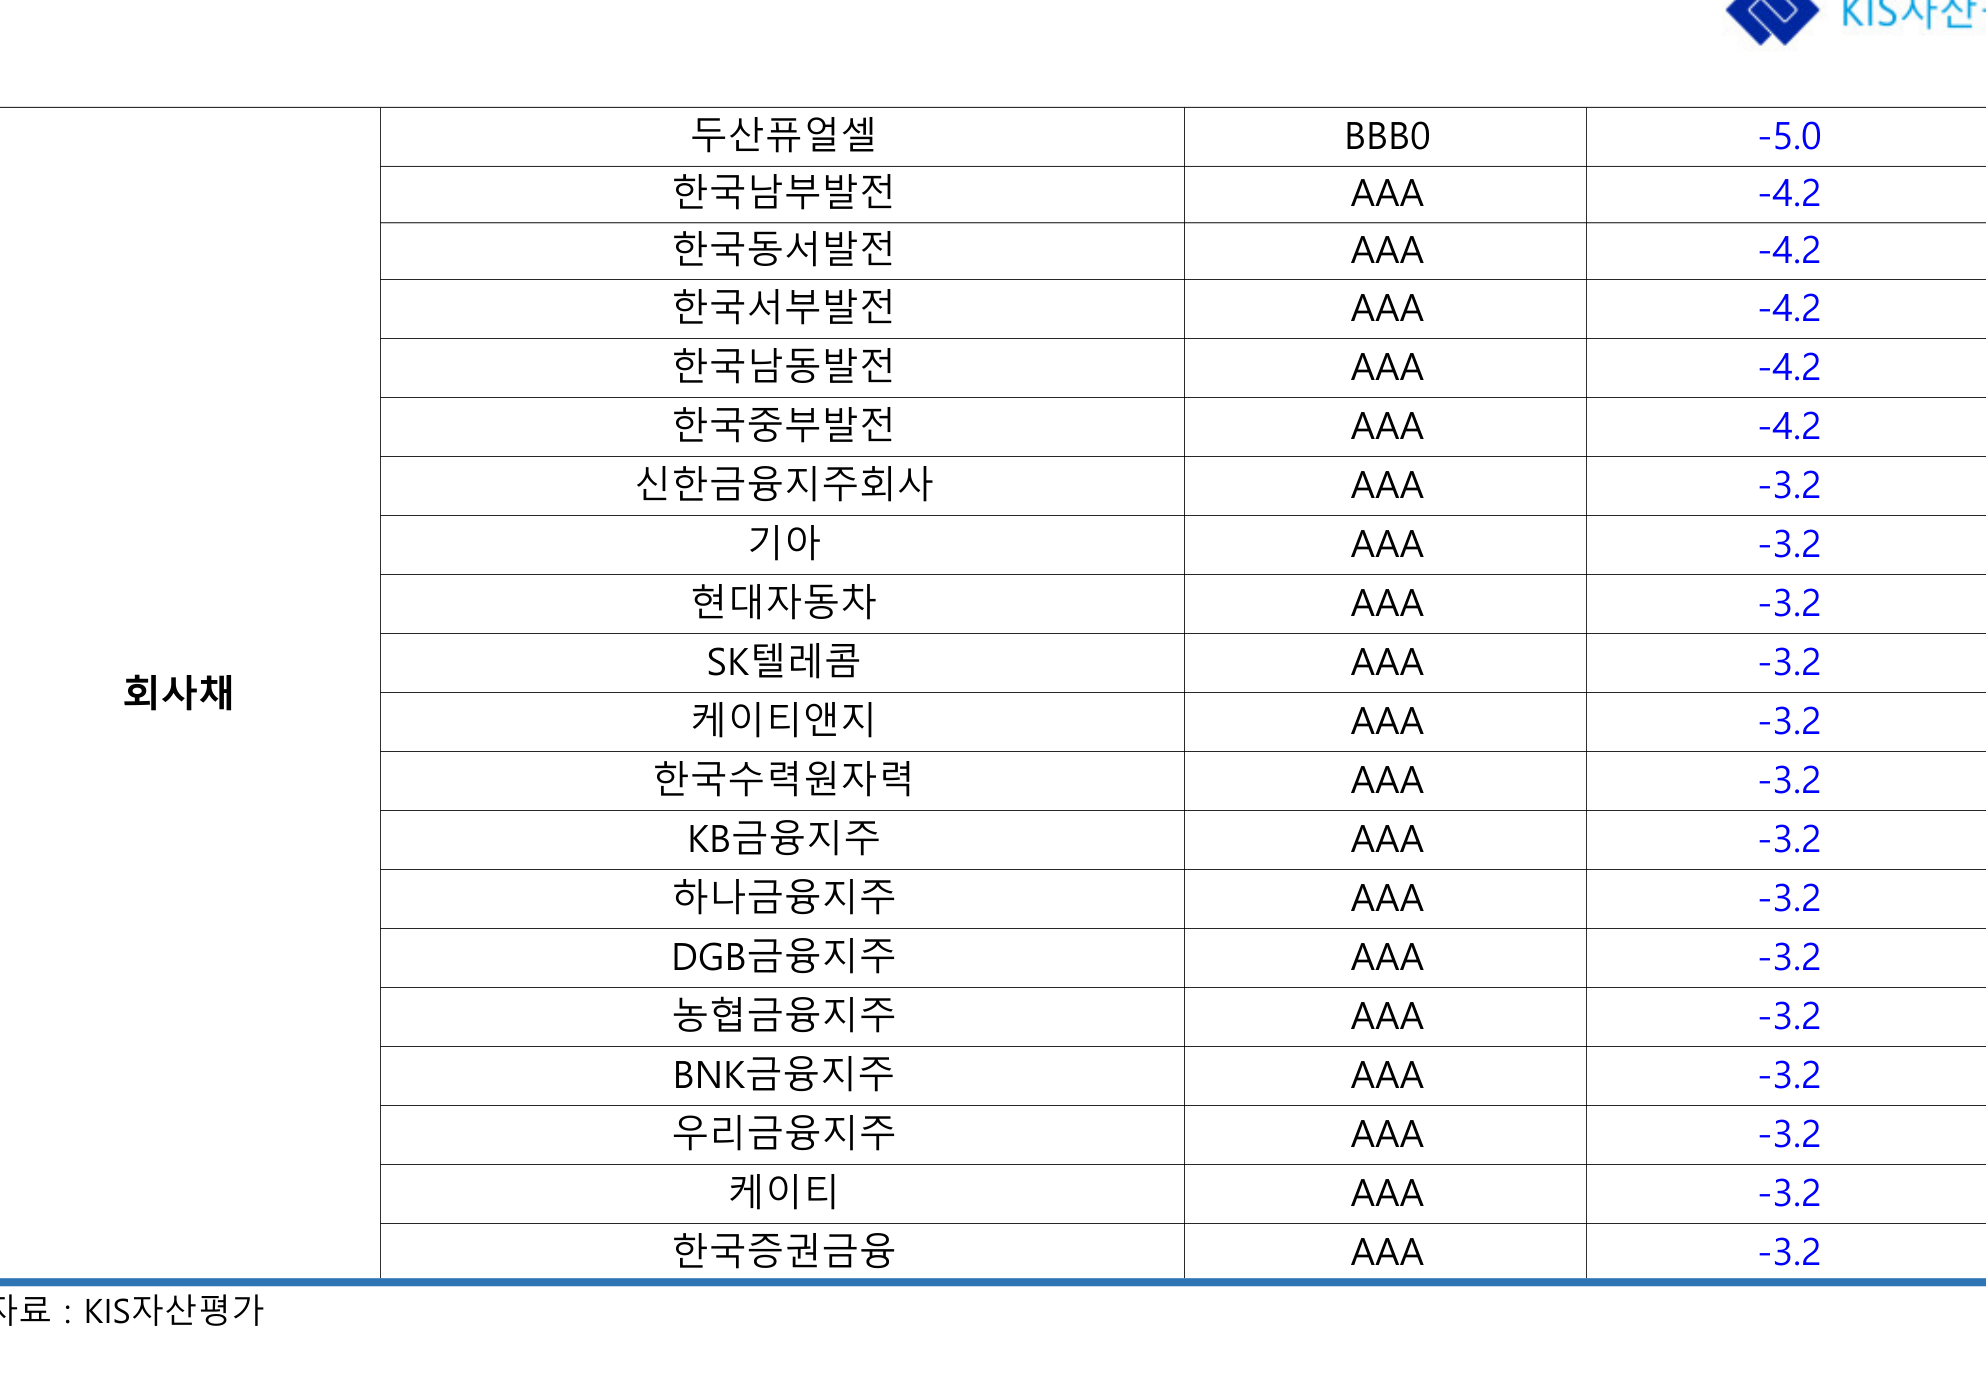 KIS자산
두산퓨얼셀 BBB0 -5.0
한국남부발전 AAA -4.2
한국동서발전 AAA -4.2
한국서부발전 AAA -4.2
한국남동발전 AAA -4.2
한국중부발전 AAA -4.2
신한금융지주회사 AAA -3.2
기아 AAA -3.2
현대자동차 AAA -3.2
SK텔레콤 AAA -3.2
회사채
케이티앤지 AAA -3.2
한국수력원자력 AAA -3.2
KB금융지주 AAA -3.2
하나금융지주 AAA -3.2
DGB금융지주 AAA -3.2
농협금융지주 AAA -3.2
BNK금융지주 AAA -3.2
우리금융지주 AAA -3.2
케이티 AAA -3.2
한국증권금융 AAA -3.2
자료 : KIS자산평가